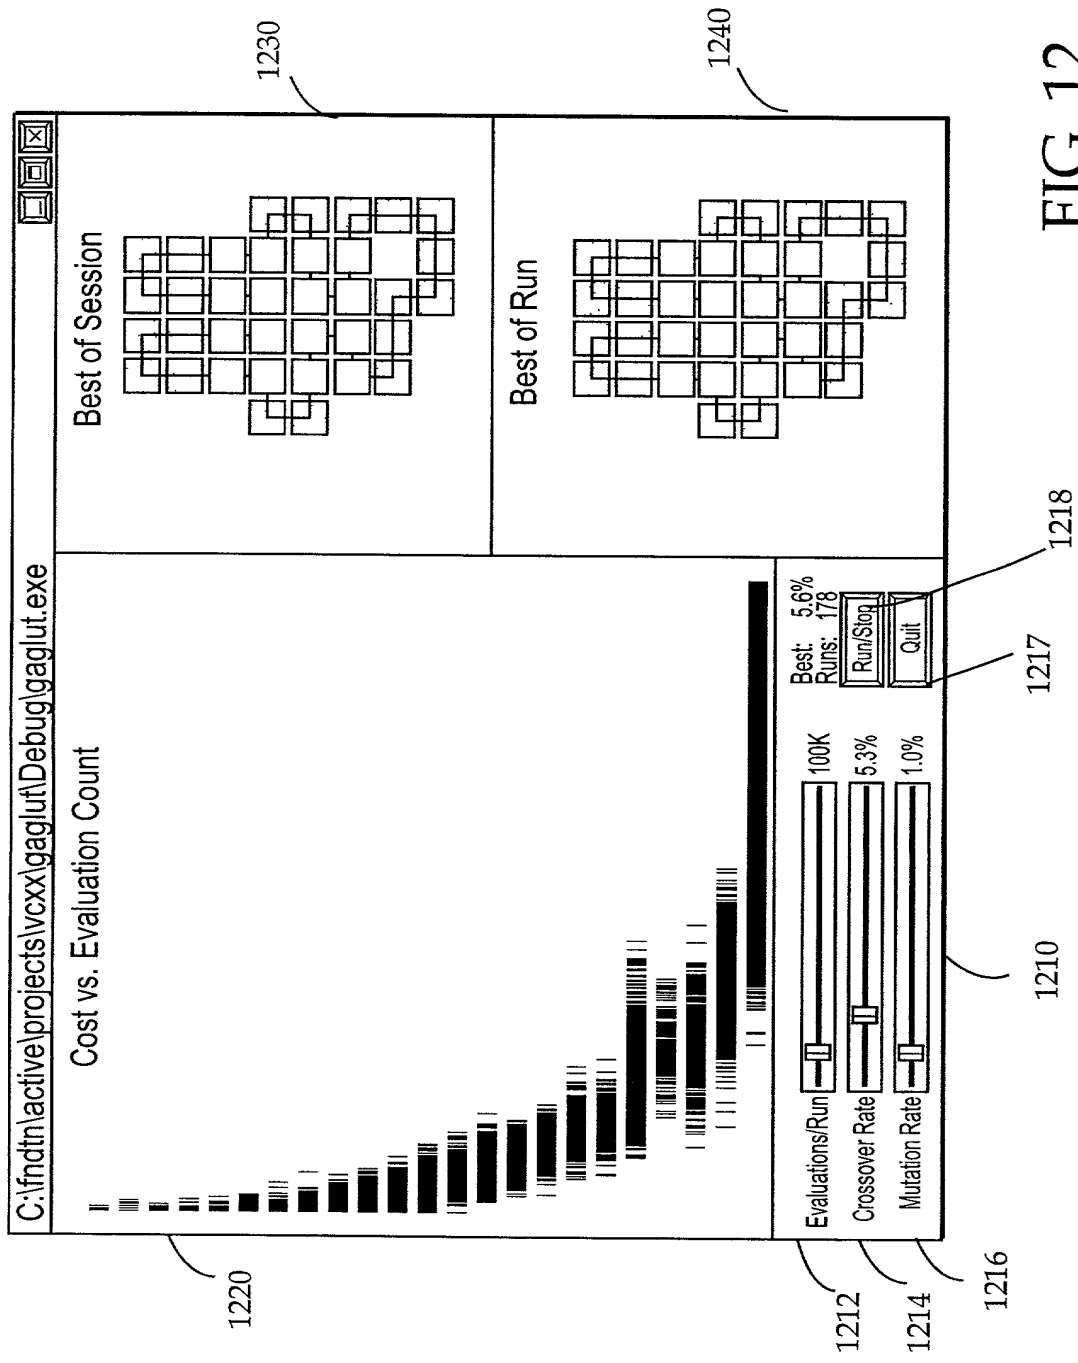 C:\fndtn\active\projects\vcxx\gaglut\Debug\gaglut.exe
Cost vs. Evaluation Count
Best of Session
Best of Run
Evaluations/Run 100K
Crossover Rate 5.3%
Mutation Rate 1.0%
Best: 5.6%
Runs: 178
Run/Stop
Quit
1220
1230
1240
1212
1214
1216
1210
1217
1218
FIG. 12